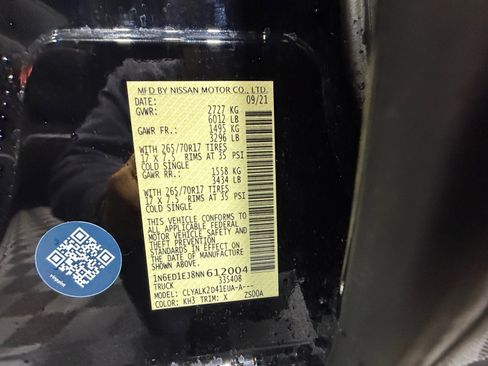 MFD BY NISSAN MOTOR CO., LTD.
DATE: 09/21
GVWR: 2727 KG
6012 LB
GAWR FR.: 1495 KG
3296 LB
WITH 265/70R17 TIRES
17 X 7.5 RIMS AT 35 PSI
COLD SINGLE
GAWR RR.: 1558 KG
3434 LB
WITH 265/70R17 TIRES
17 X 7.5 RIMS AT 35 PSI
COLD SINGLE
THIS VEHICLE CONFORMS TO
ALL APPLICABLE FEDERAL
MOTOR VEHICLE SAFETY AND
THEFT PREVENTION
STANDARDS IN EFFECT ON
THE DATE OF MANUFACTURE
SHOWN ABOVE
1N6ED1EJ8NN612004
TRUCK 335408
MODEL: CLYALK2D41EUA-A---
COLOR: KH3 TRIM: X 2S00A